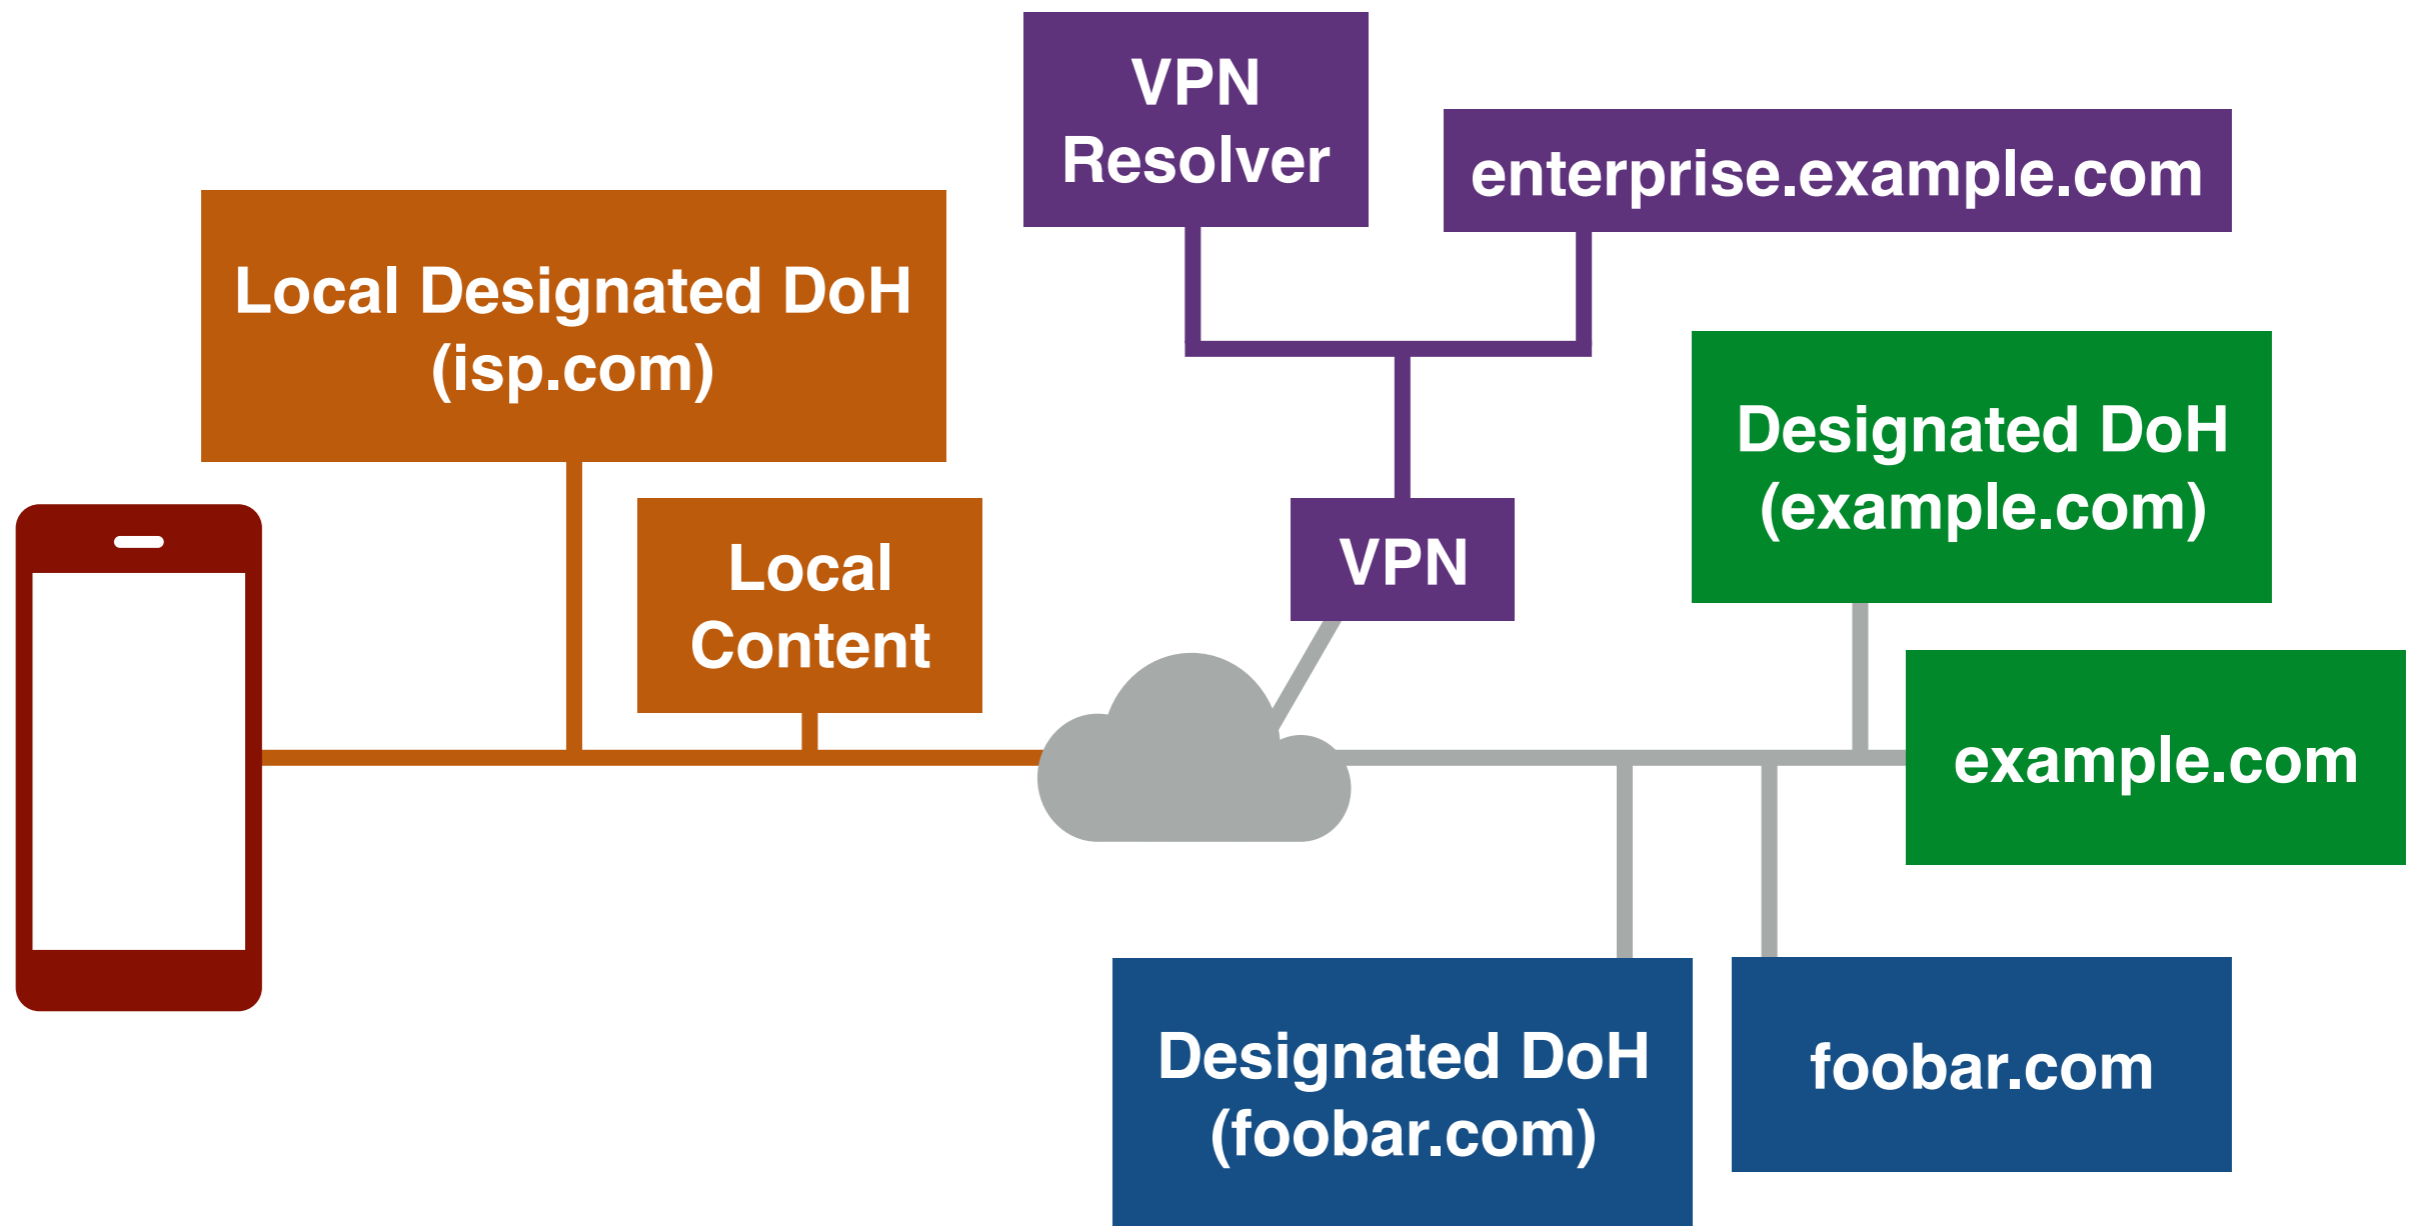 VPN
Resolver
enterprise.example.com
Local Designated DoH
(isp.com)
Designated DoH
(example.com)
Local
Content
VPN
example.com
Designated DoH
(foobar.com)
foobar.com